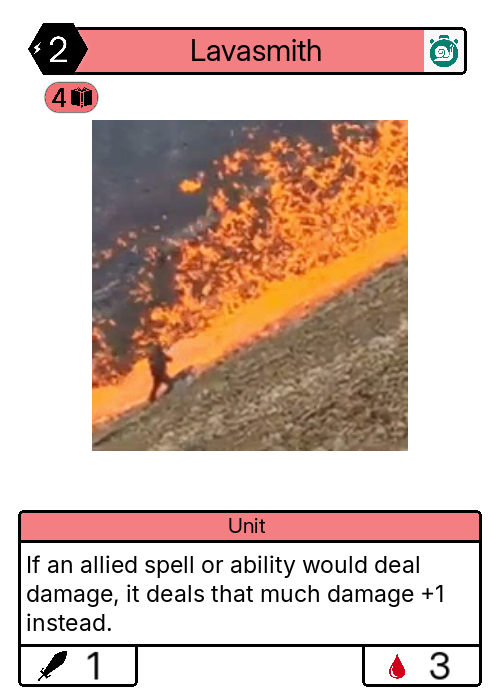 2
Lavasmith
4
Unit
If an allied spell or ability would deal
damage, it deals that much damage +1
instead.
1
3